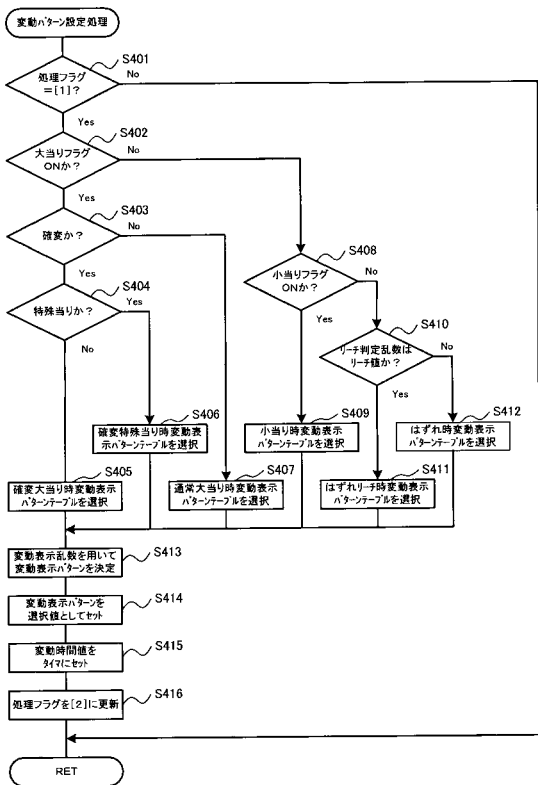 変動パターン設定処理
S401
処理フラグ
=[1]?
No
Yes
S402
大当りフラグ
ONか?
No
Yes
S403
確変か?
No
Yes
S404
特殊当りか?
Yes
No
S408
小当りフラグ
ONか?
No
Yes
S410
リーチ判定乱数は
リーチ値か?
No
Yes
S406
確変特殊当り時変動表
示パターンテーブルを選択
S409
小当り時変動表示
パターンテーブルを選択
S412
はずれ時変動表示
パターンテーブルを選択
S405
確変大当り時変動表示
パターンテーブルを選択
S407
通常大当り時変動表示
パターンテーブルを選択
S411
はずれリーチ時変動表示
パターンテーブルを選択
S413
変動表示乱数を用いて
変動表示パターンを決定
S414
変動表示パターンを
選択値としてセット
S415
変動時間値を
タイマにセット
S416
処理フラグを[2]に更新
RET